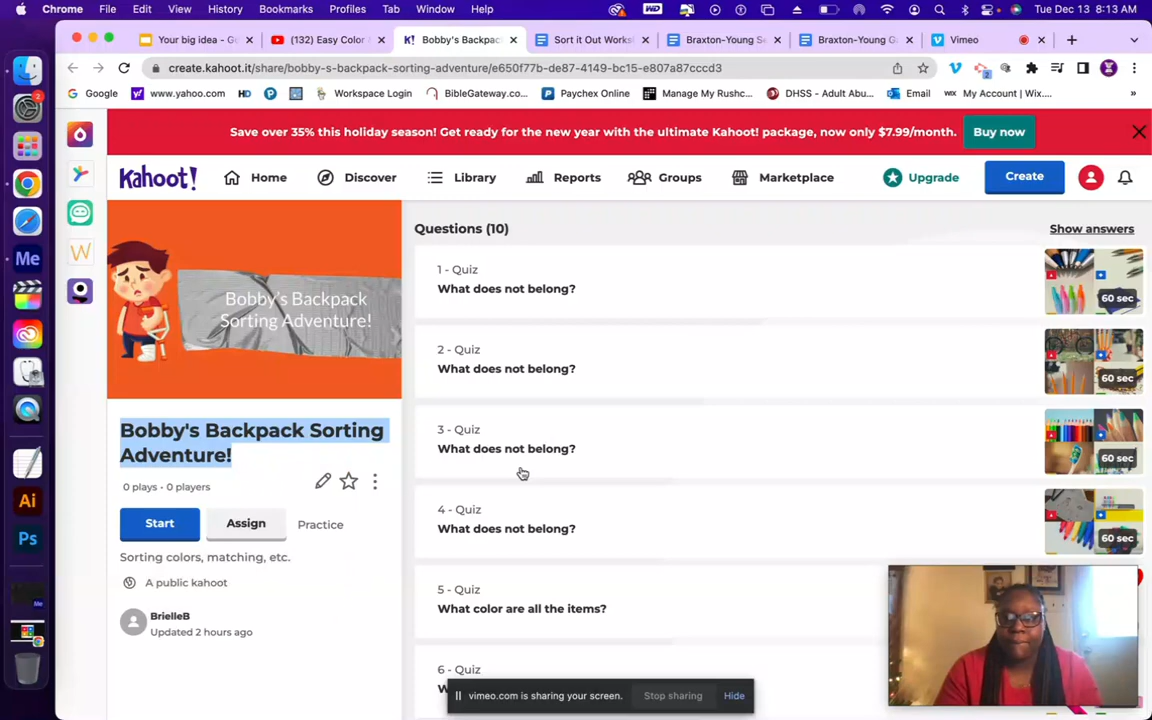 Chrome File Edit View History Bookmarks Profiles Tab Window Help WD Tue Dec 13 8:13 AM
Your big idea - G (132) Easy Color Bobby's Backpac Sort it Out Works Braxton-Young Se Braxton-Young G Vimeo
create.kahoot.it/share/bobby-s-backpack-sorting-adventure/e650f77b-de87-4149-bc15-e807a87cccd3
Google www.yahoo.com Workspace Login BibleGateway.co... Paychex Online Manage My Rushc... DHSS - Adult Abu... Email WIX My Account | Wix....
Save over 35% this holiday season! Get ready for the new year with the ultimate Kahoot! package, now only $7.99/month. Buy now
Kahoot! Home Discover Library Reports Groups Marketplace Upgrade Create
Bobby's Backpack
Sorting Adventure!
Bobby's Backpack Sorting
Adventure!
0 plays · 0 players
Start Assign Practice
Sorting colors, matching, etc.
A public kahoot
BrielleB
Updated 2 hours ago
Questions (10) Show answers
1 - Quiz
What does not belong?
60 sec
2 - Quiz
What does not belong?
60 sec
3 - Quiz
What does not belong?
60 sec
4 - Quiz
What does not belong?
60 sec
5 - Quiz
What color are all the items?
6 - Quiz
vimeo.com is sharing your screen. Stop sharing Hide
Me
Ai
Ps